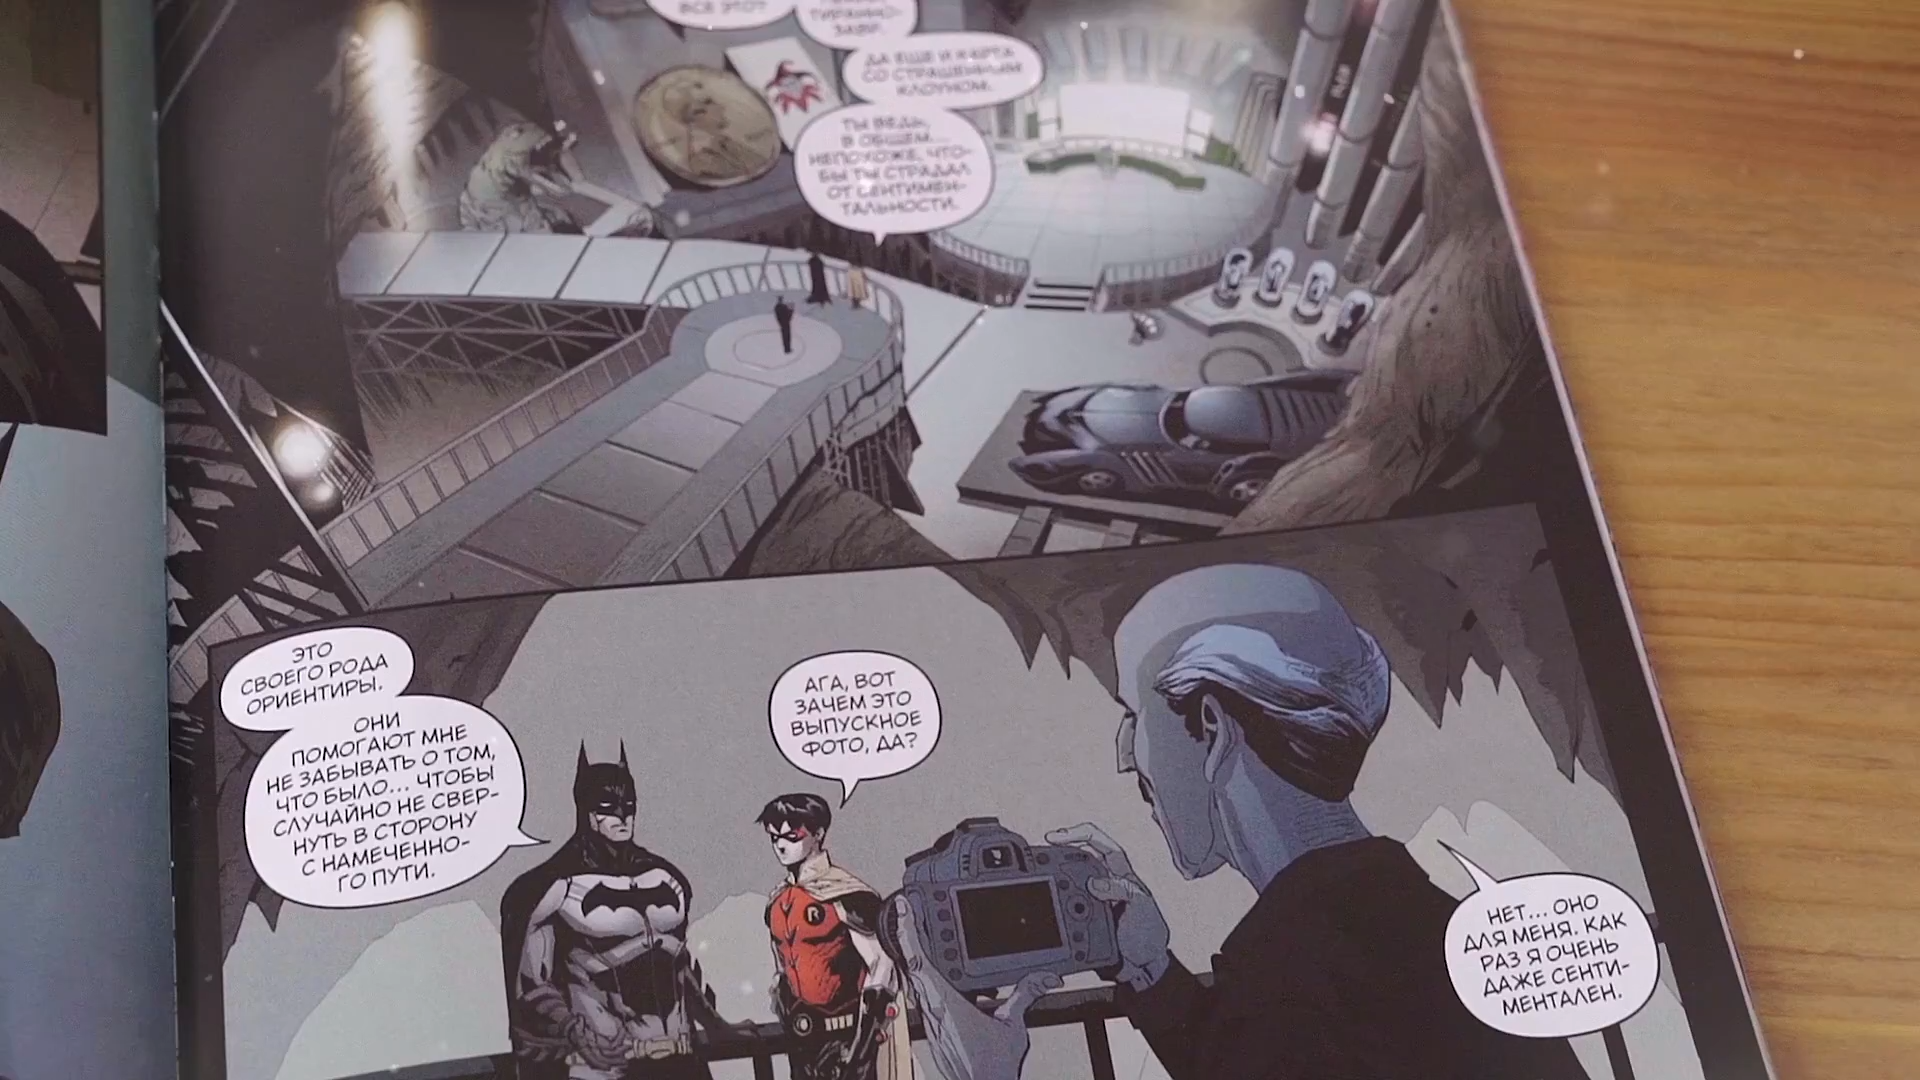 ВСЕ ЭТО?
ТИРАННО-
ЗАВР.
ДА ЕЩЕ И КАРТА
СО СТРАШЕННЫМ
КЛОУНОМ.
ТЫ ВЕДЬ,
В ОБЩЕМ...
НЕПОХОЖЕ, ЧТО-
БЫ ТЫ СТРАДАЛ
ОТ СЕНТИМЕН-
ТАЛЬНОСТИ.
ЭТО
СВОЕГО РОДА
ОРИЕНТИРЫ.
ОНИ
ПОМОГАЮТ МНЕ
НЕ ЗАБЫВАТЬ О ТОМ,
ЧТО БЫЛО... ЧТОБЫ
СЛУЧАЙНО НЕ СВЕР-
НУТЬ В СТОРОНУ
С НАМЕЧЕННО-
ГО ПУТИ.
АГА, ВОТ
ЗАЧЕМ ЭТО
ВЫПУСКНОЕ
ФОТО, ДА?
R
НЕТ... ОНО
ДЛЯ МЕНЯ. КАК
РАЗ Я ОЧЕНЬ
ДАЖЕ СЕНТИ-
МЕНТАЛЕН.